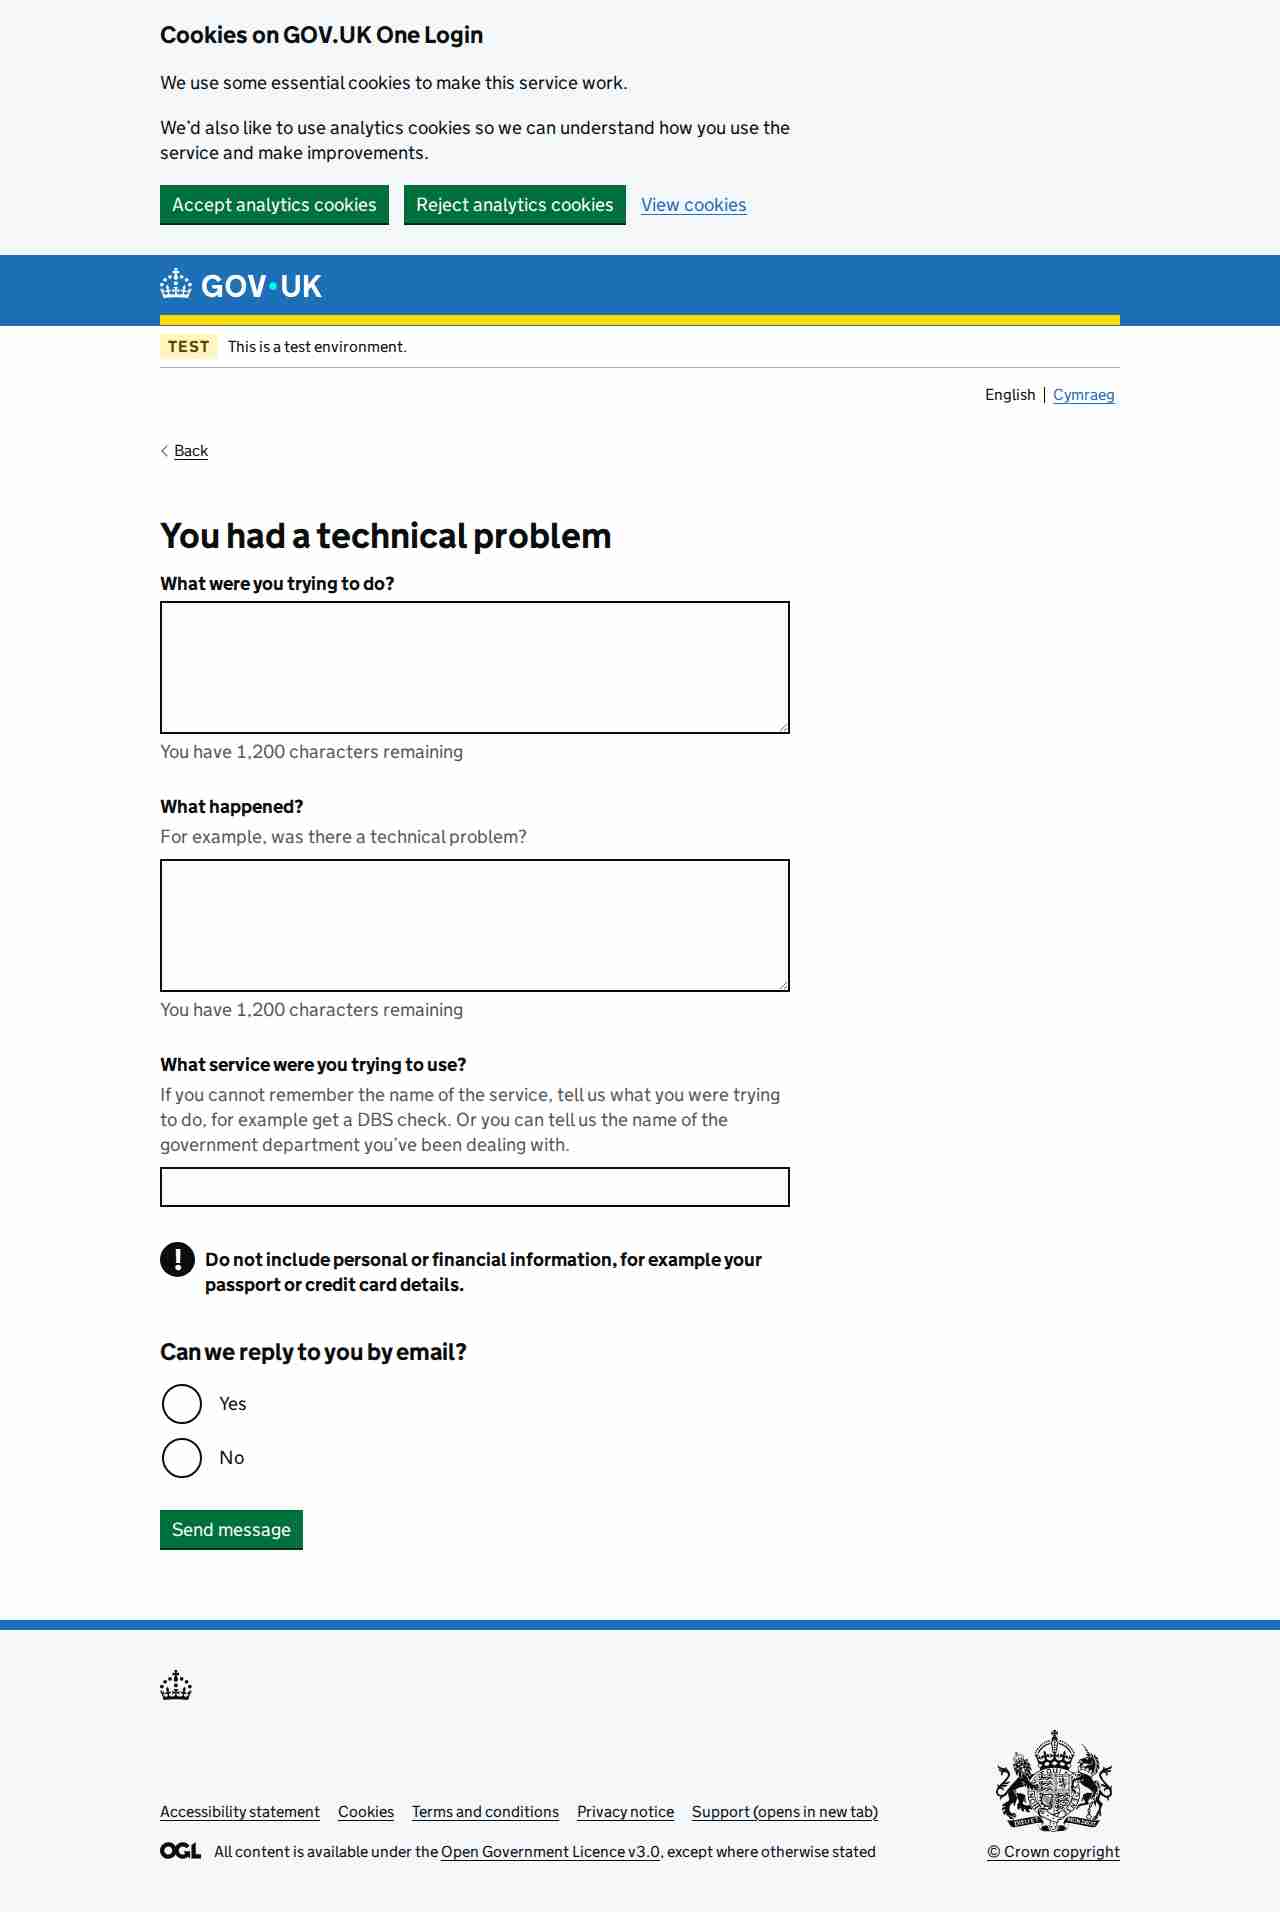 Cookies on GOV.UK One Login
We use some essential cookies to make this service work.
We’d also like to use analytics cookies so we can understand how you use the
service and make improvements.
Accept analytics cookies
Reject analytics cookies
View cookies
GOV·UK
TEST
This is a test environment.
English
Cymraeg
Back
You had a technical problem
What were you trying to do?
You have 1,200 characters remaining
What happened?
For example, was there a technical problem?
You have 1,200 characters remaining
What service were you trying to use?
If you cannot remember the name of the service, tell us what you were trying
to do, for example get a DBS check. Or you can tell us the name of the
government department you’ve been dealing with.
! Do not include personal or financial information, for example your
passport or credit card details.
Can we reply to you by email?
Yes
No
Send message
Accessibility statement
Cookies
Terms and conditions
Privacy notice
Support (opens in new tab)
OGL All content is available under the Open Government Licence v3.0, except where otherwise stated
© Crown copyright